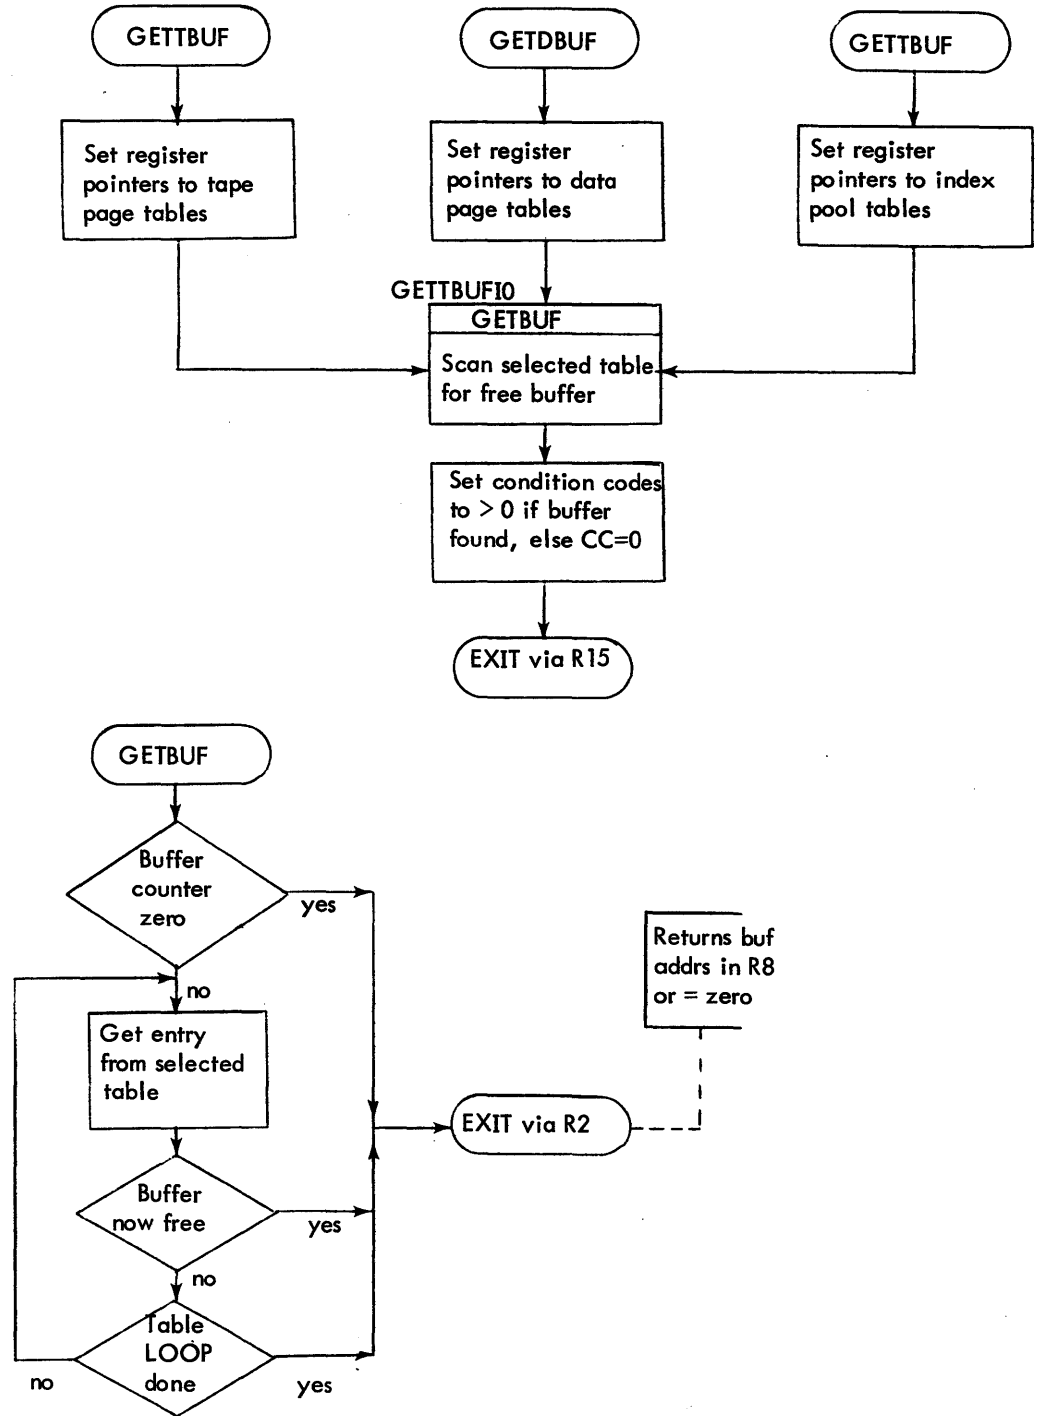 GETTBUF
GETDBUF
GETTBUF
Set register
pointers to tape
page tables
Set register
pointers to data
page tables
Set register
pointers to index
pool tables
GETTBUF10
GETBUF
Scan selected table
for free buffer
Set condition codes
to > 0 if buffer
found, else CC=0
EXIT via R15
GETBUF
Buffer
counter
zero
yes
no
Get entry
from selected
table
Buffer
now free
yes
no
Table
LOOP
done
no
yes
EXIT via R2
Returns buf
addrs in R8
or = zero